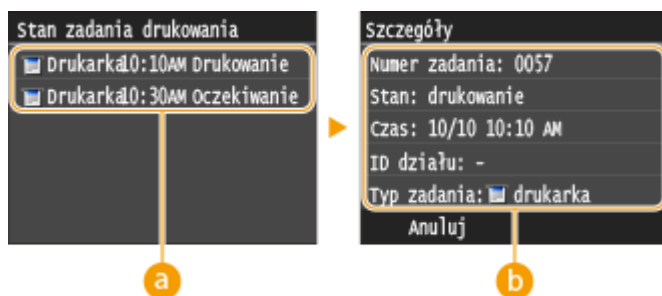 Stan zadania drukowania
Drukarka10:10AM Drukowanie
Drukarka10:30AM Oczekiwanie
a
Szczegóły
Numer zadania: 0057
Stan: drukowanie
Czas: 10/10 10:10 AM
ID działu: -
Typ zadania: drukarka
Anuluj
b